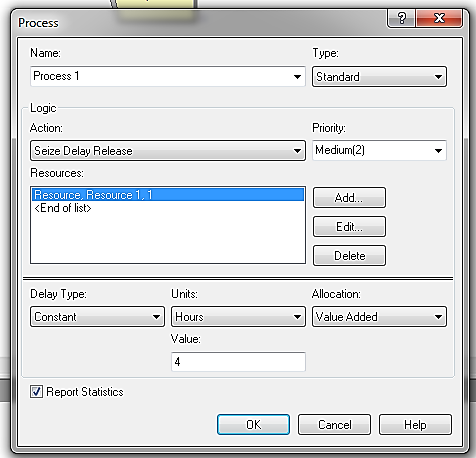 Process
?
X
Name:
Type:
Process 1
Standard
Logic
Action:
Priority:
Seize Delay Release
Medium(2)
Resources:
Resource, Resource 1, 1
<End of list>
Add...
Edit...
Delete
Delay Type:
Units:
Allocation:
Constant
Hours
Value Added
Value:
4
Report Statistics
OK
Cancel
Help